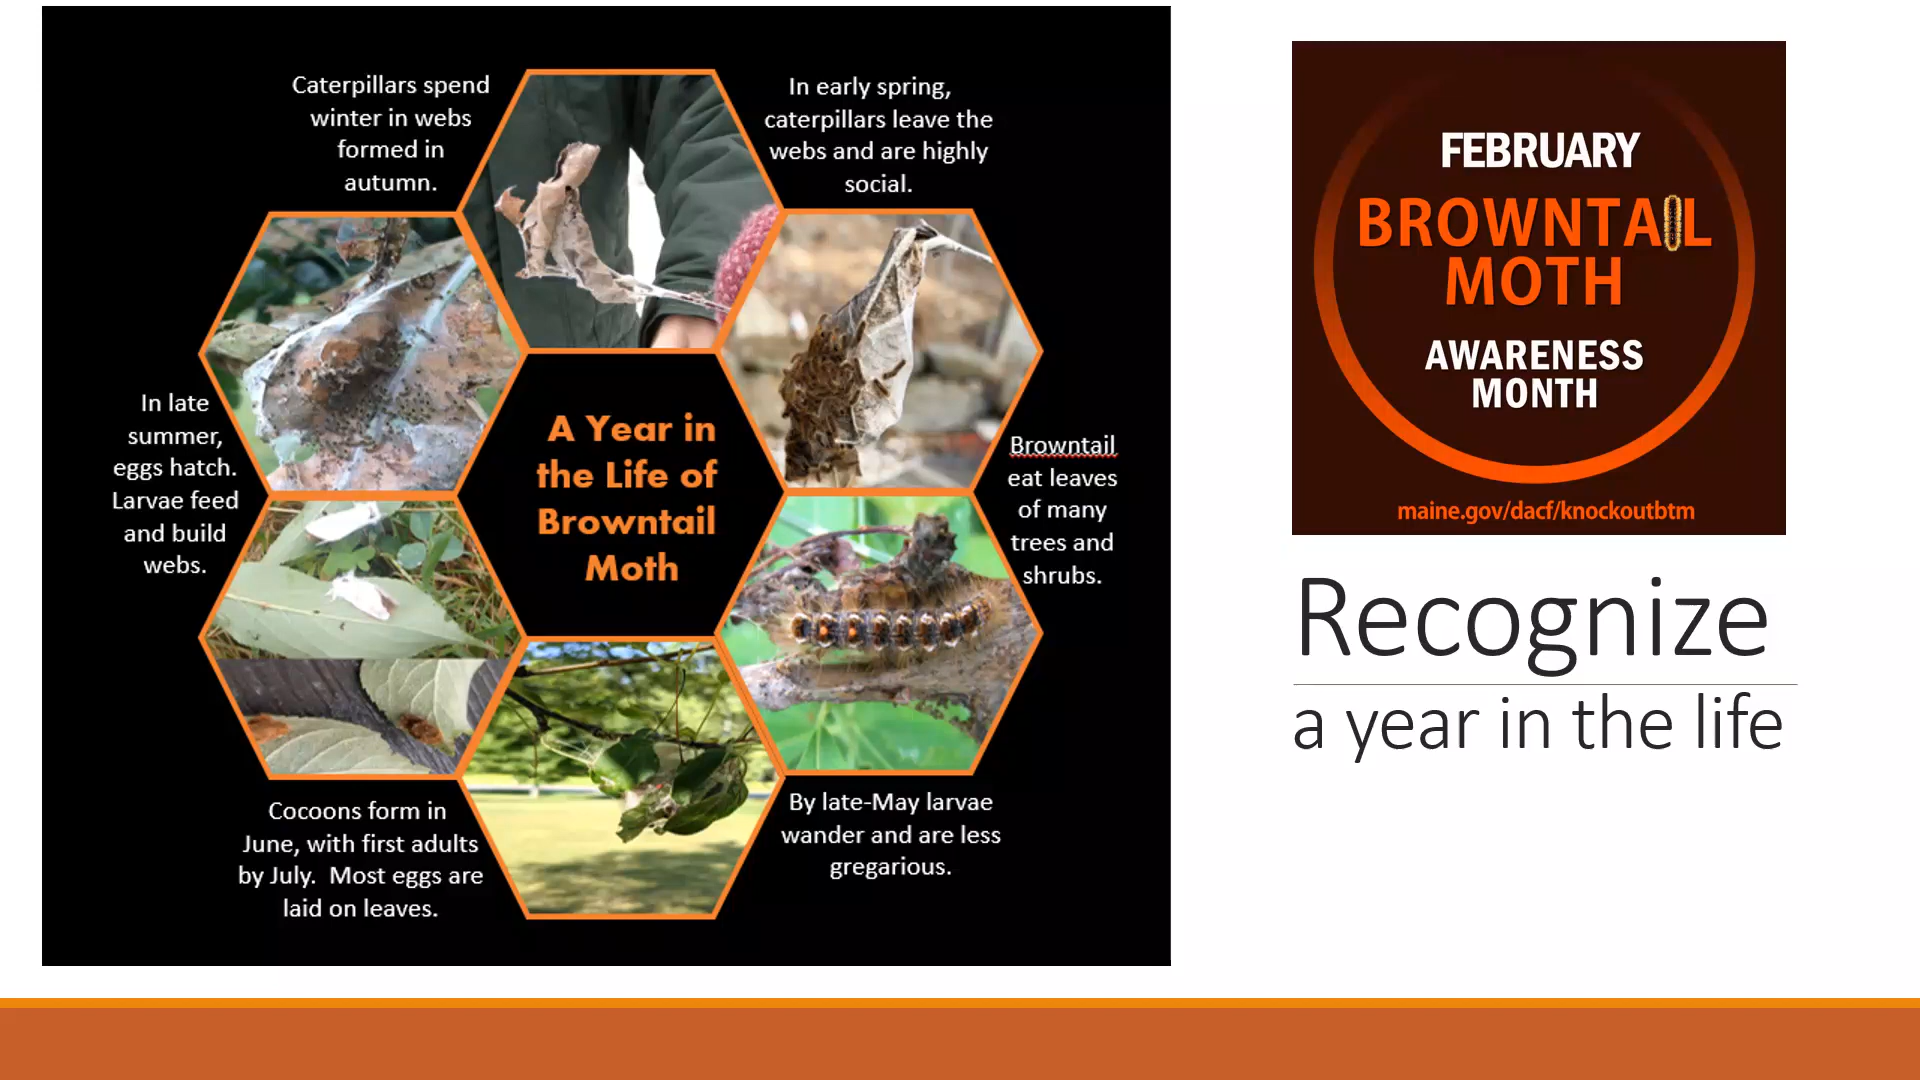 Caterpillars spend
winter in webs
formed in
autumn.
In early spring,
caterpillars leave the
webs and are highly
social.
In late
summer,
eggs hatch.
Larvae feed
and build
webs.
A Year in
the Life of
Browntail
Moth
Browntail
eat leaves
of many
trees and
shrubs.
Cocoons form in
June, with first adults
by July. Most eggs are
laid on leaves.
By late-May larvae
wander and are less
gregarious.
FEBRUARY
BROWNTAIL
MOTH
AWARENESS
MONTH
maine.gov/dacf/knockoutbtm
Recognize
a year in the life